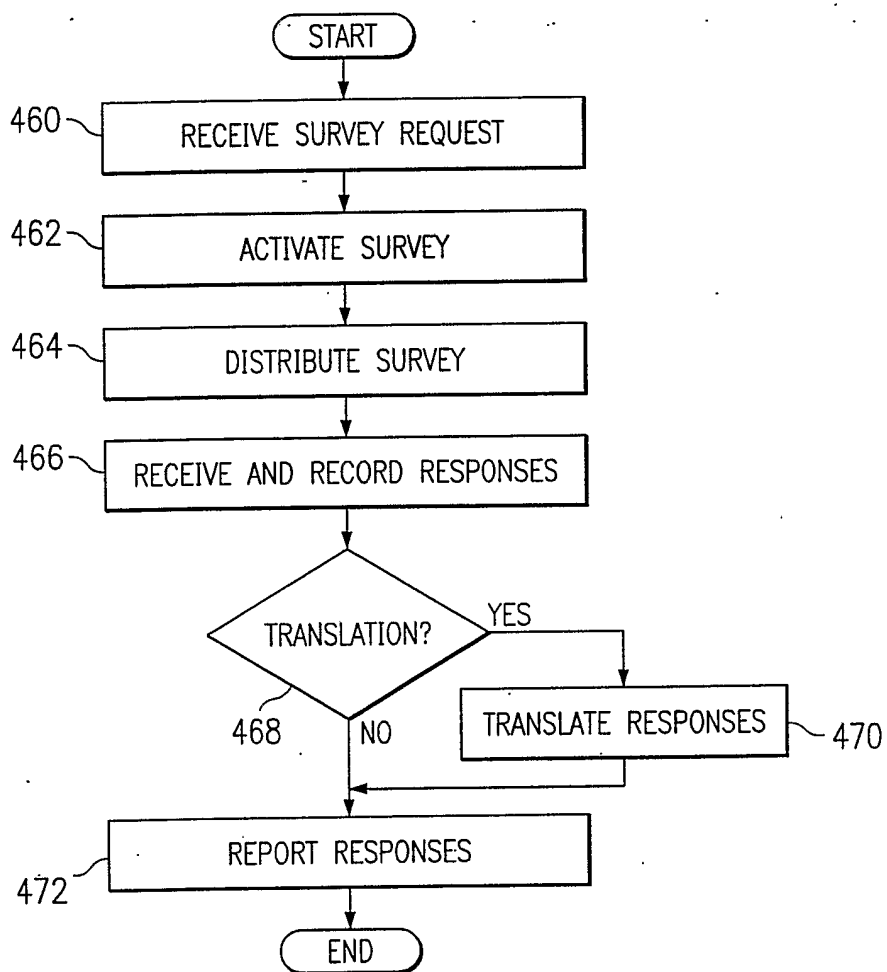 START
460
RECEIVE SURVEY REQUEST
462
ACTIVATE SURVEY
464
DISTRIBUTE SURVEY
466
RECEIVE AND RECORD RESPONSES
TRANSLATION?
YES
468
NO
TRANSLATE RESPONSES
470
REPORT RESPONSES
472
END